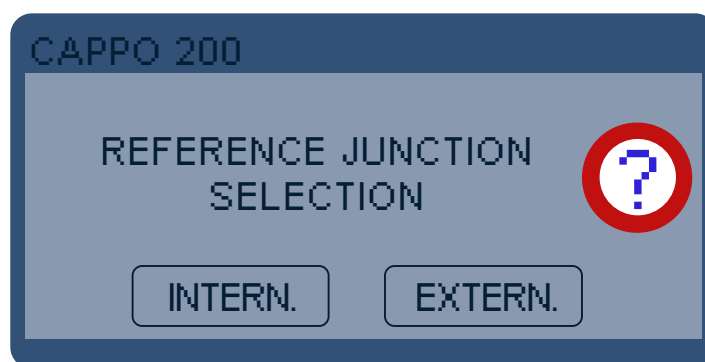 CAPPO 200
REFERENCE JUNCTION
SELECTION
?
INTERN. EXTERN.